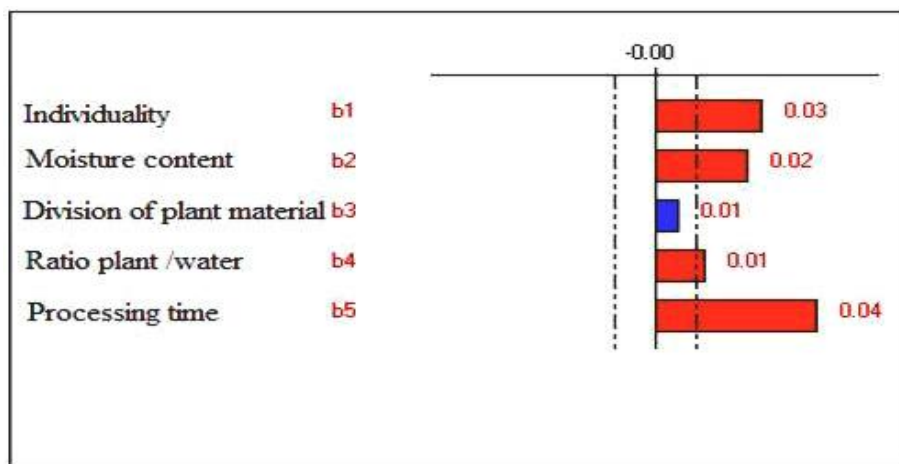 -0.00
Individuality b1 0.03
Moisture content b2 0.02
Division of plant material b3 0.01
Ratio plant /water b4 0.01
Processing time b5 0.04